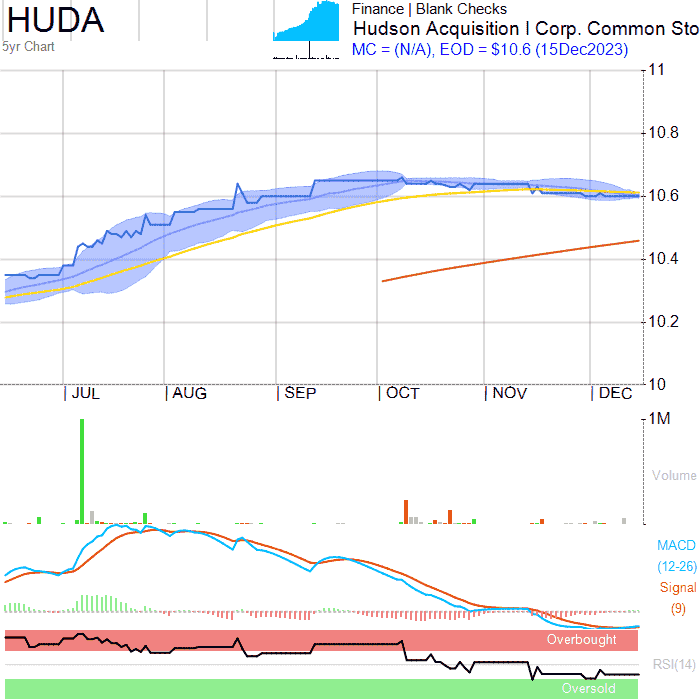 HUDA
5yr Chart
Finance | Blank Checks
Hudson Acquisition I Corp. Common Sto
MC = (N/A), EOD = $10.6 (15Dec2023)
11
10.8
10.6
10.4
10.2
10
| JUL | AUG | SEP | OCT | NOV | DEC
1M
Volume
MACD
(12-26)
Signal
(9)
Overbought
RSI(14)
Oversold